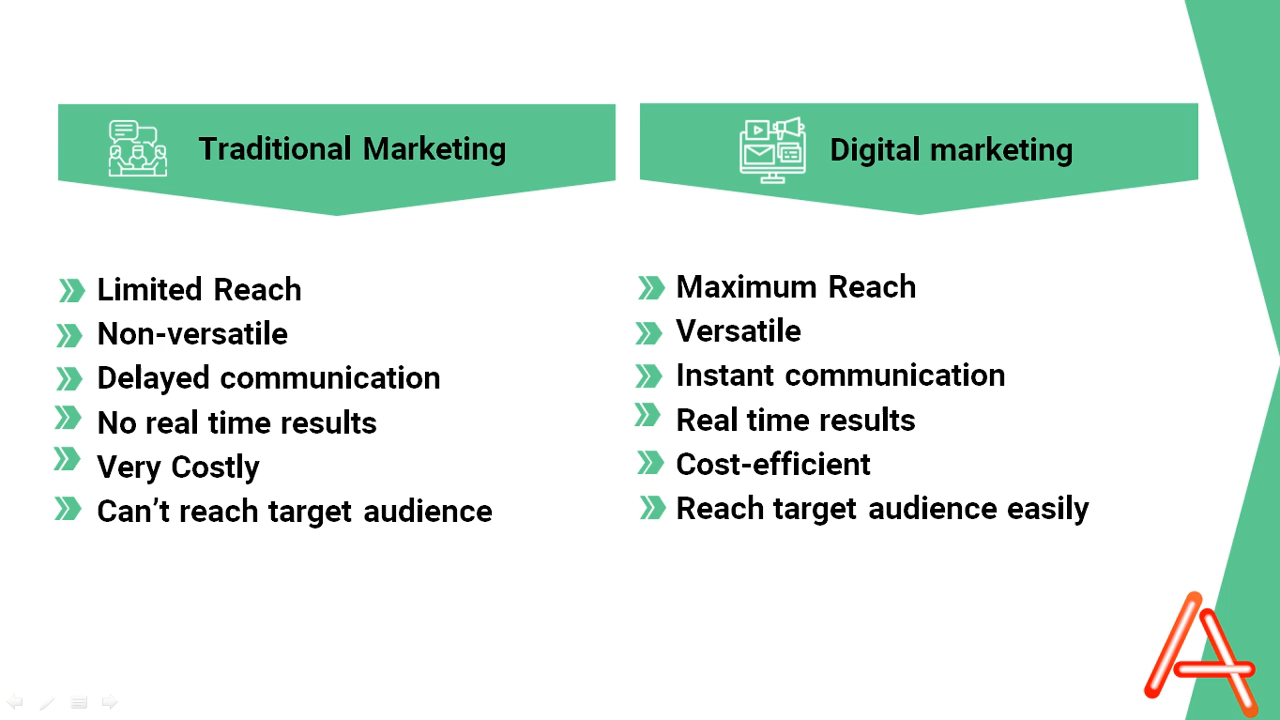 Traditional Marketing
Limited Reach
Non-versatile
Delayed communication
No real time results
Very Costly
Can’t reach target audience
Digital marketing
Maximum Reach
Versatile
Instant communication
Real time results
Cost-efficient
Reach target audience easily
A